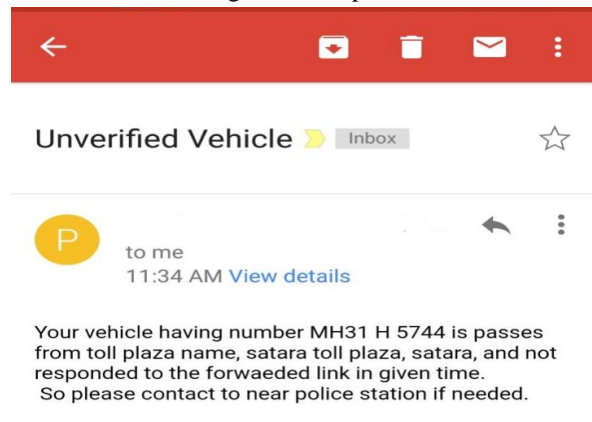 Unverified Vehicle Inbox
P
to me
11:34 AM View details
Your vehicle having number MH31 H 5744 is passes
from toll plaza name, satara toll plaza, satara, and not
responded to the forwaeded link in given time.
So please contact to near police station if needed.